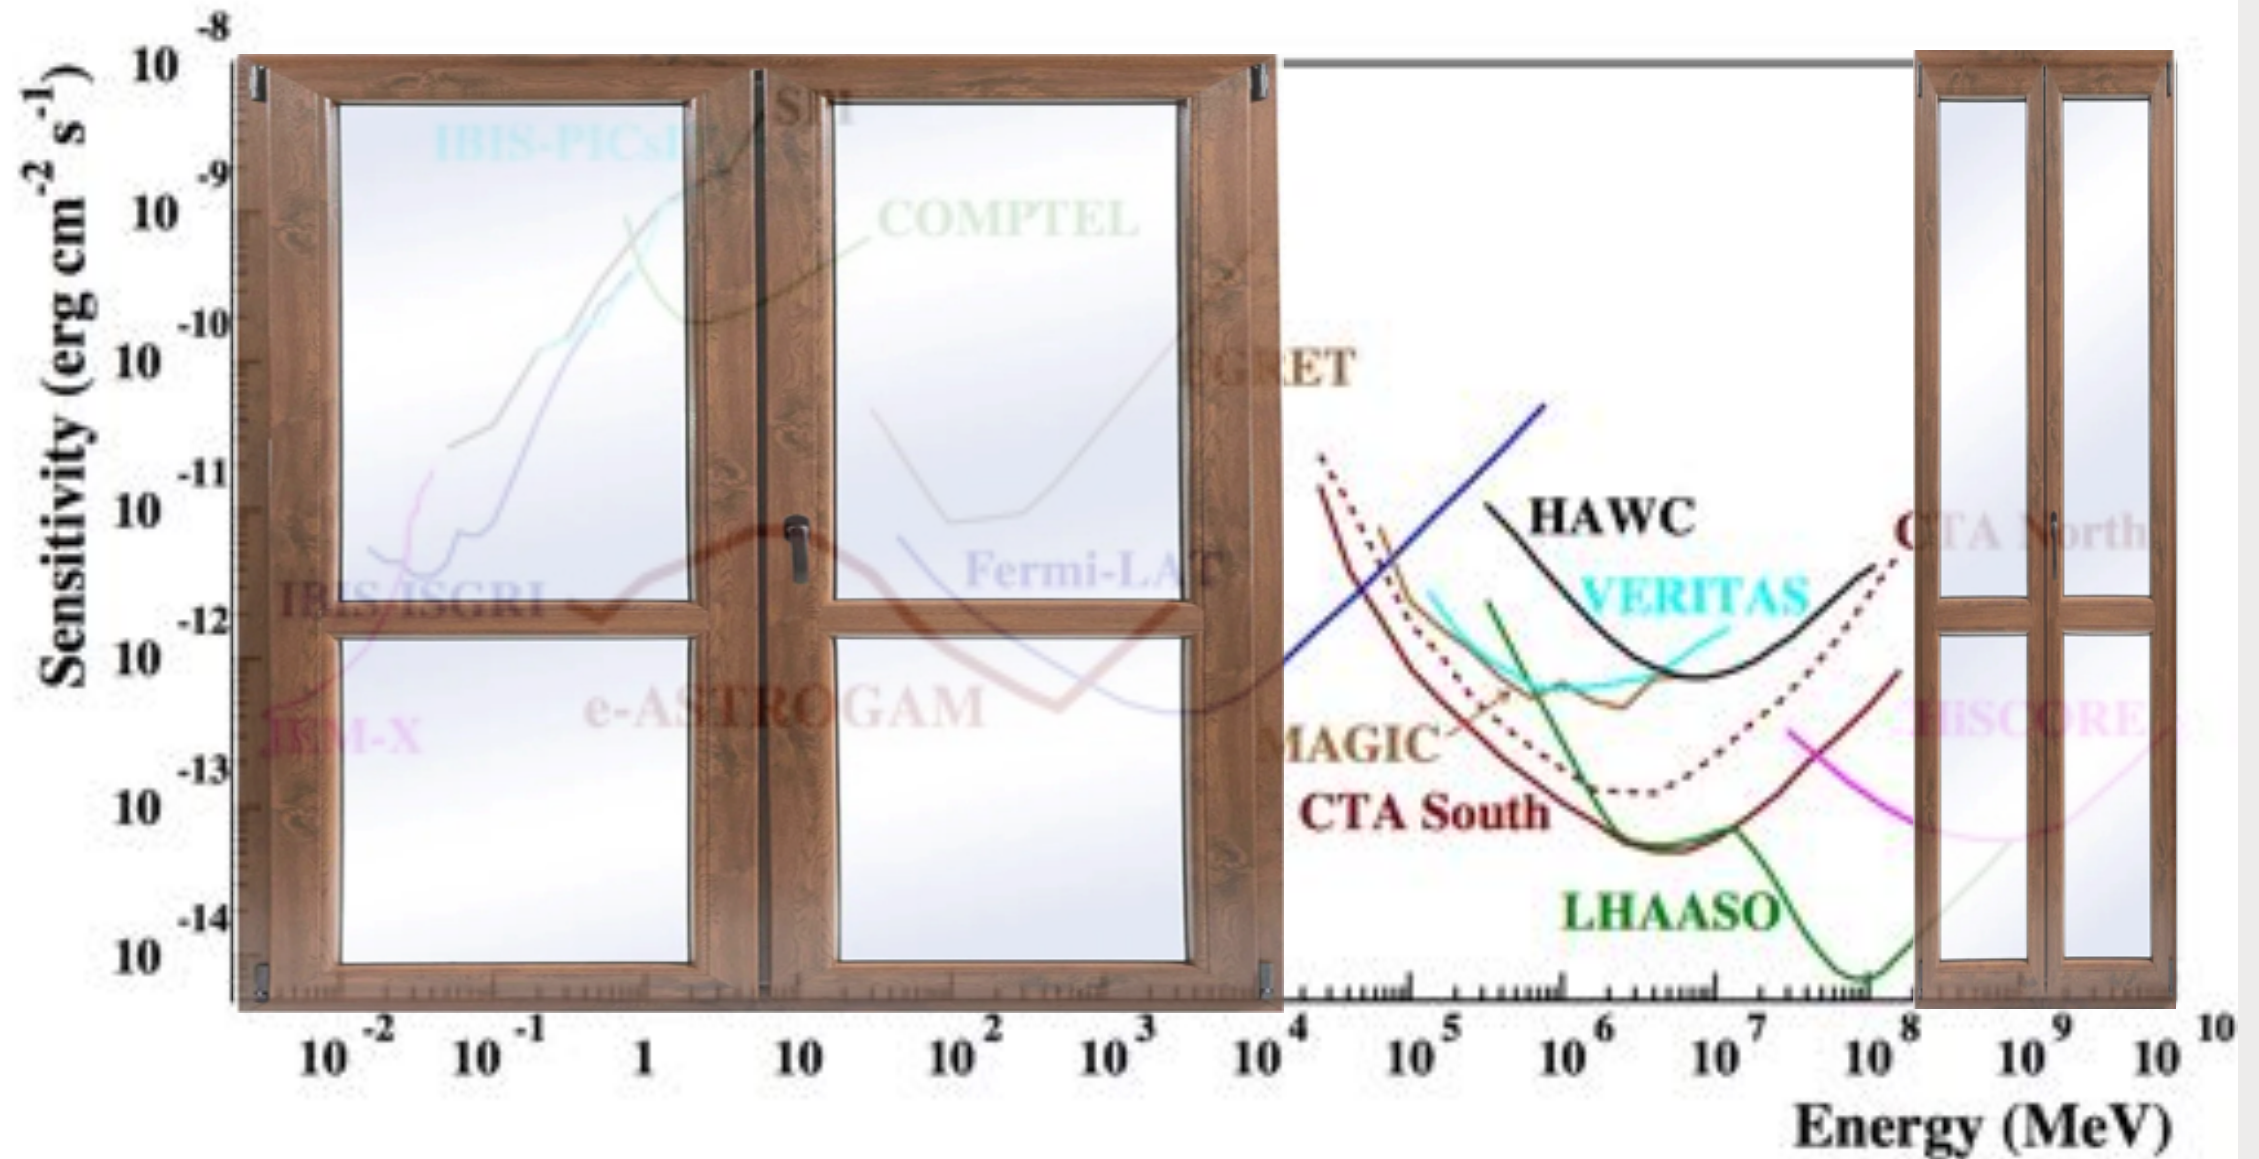 Sensitivity (erg cm-2 s-1)
10-8
10-9
10-10
10-11
10-12
10-13
10-14
SPI
IBIS-PICsIT
COMPTEL
EGRET
HAWC
CTA North
Fermi-LAT
VERITAS
IBIS/ISGRI
e-ASTROGAM
HiSCORE
JEM-X
MAGIC
CTA South
LHAASO
10-2 10-1 1 10 102 103 104 105 106 107 108 109 1010
Energy (MeV)